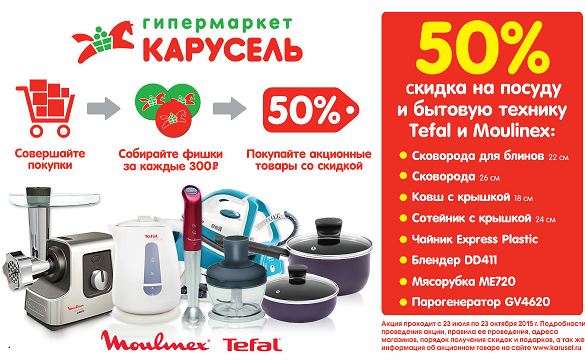 гипермаркет
КАРУСЕЛЬ
50%
Совершайте
покупки
Собирайте фишки
за каждые 300₽
Покупайте акционные
товары со скидкой
Moulinex
Tefal
Moulinex Tefal
50%
скидка на посуду
и бытовую технику
Tefal и Moulinex:
Сковорода для блинов 22 см
Сковорода 26 см
Ковш с крышкой 18 см
Сотейник с крышкой 24 см
Чайник Express Plastic
Блендер DD411
Мясорубка ME720
Парогенератор GV4620
Акция проходит с 23 июля по 23 октября 2015 г. Подробности
проведения акции, правила ее проведения, адреса
магазинов, порядок получения скидок и подарков, а так же
информация об акционном товаре на сайте www.karusel.ru